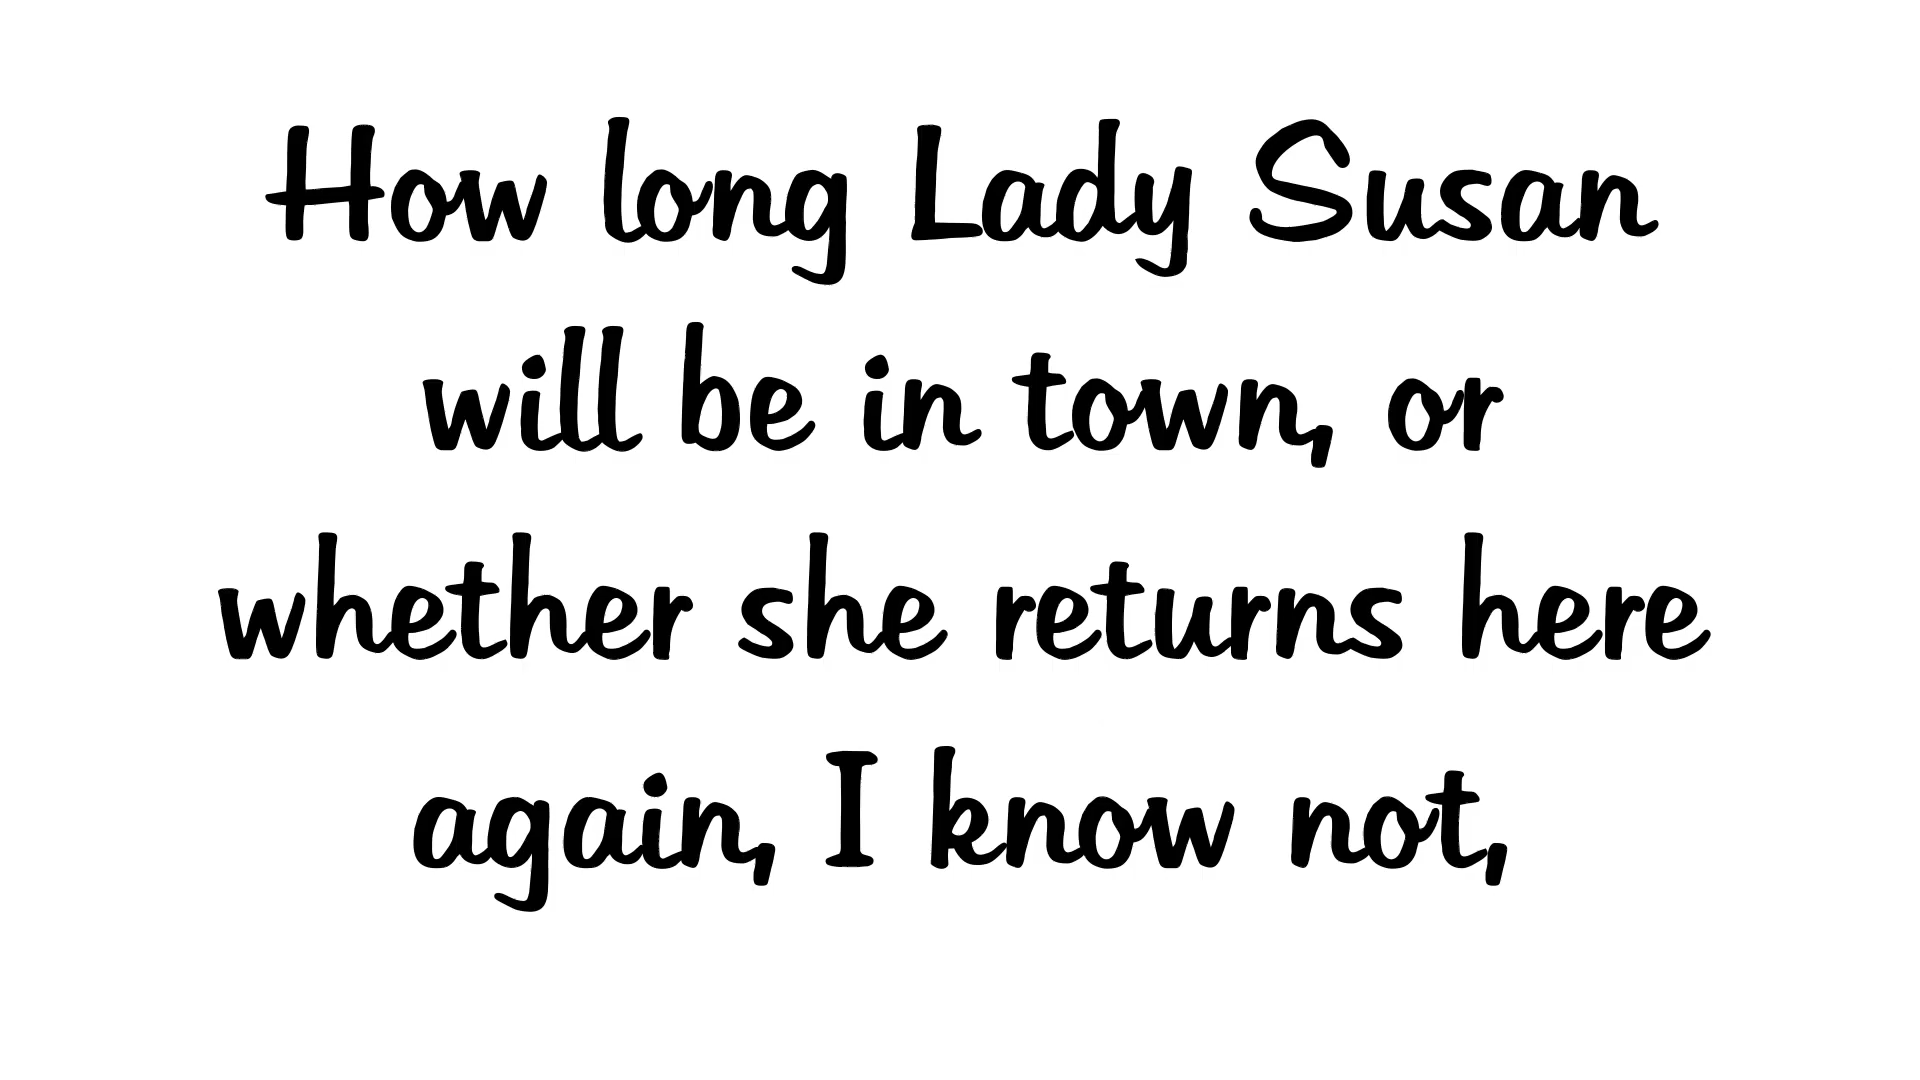 How long Lady Susan
will be in town, or
whether she returns here
again, I know not,